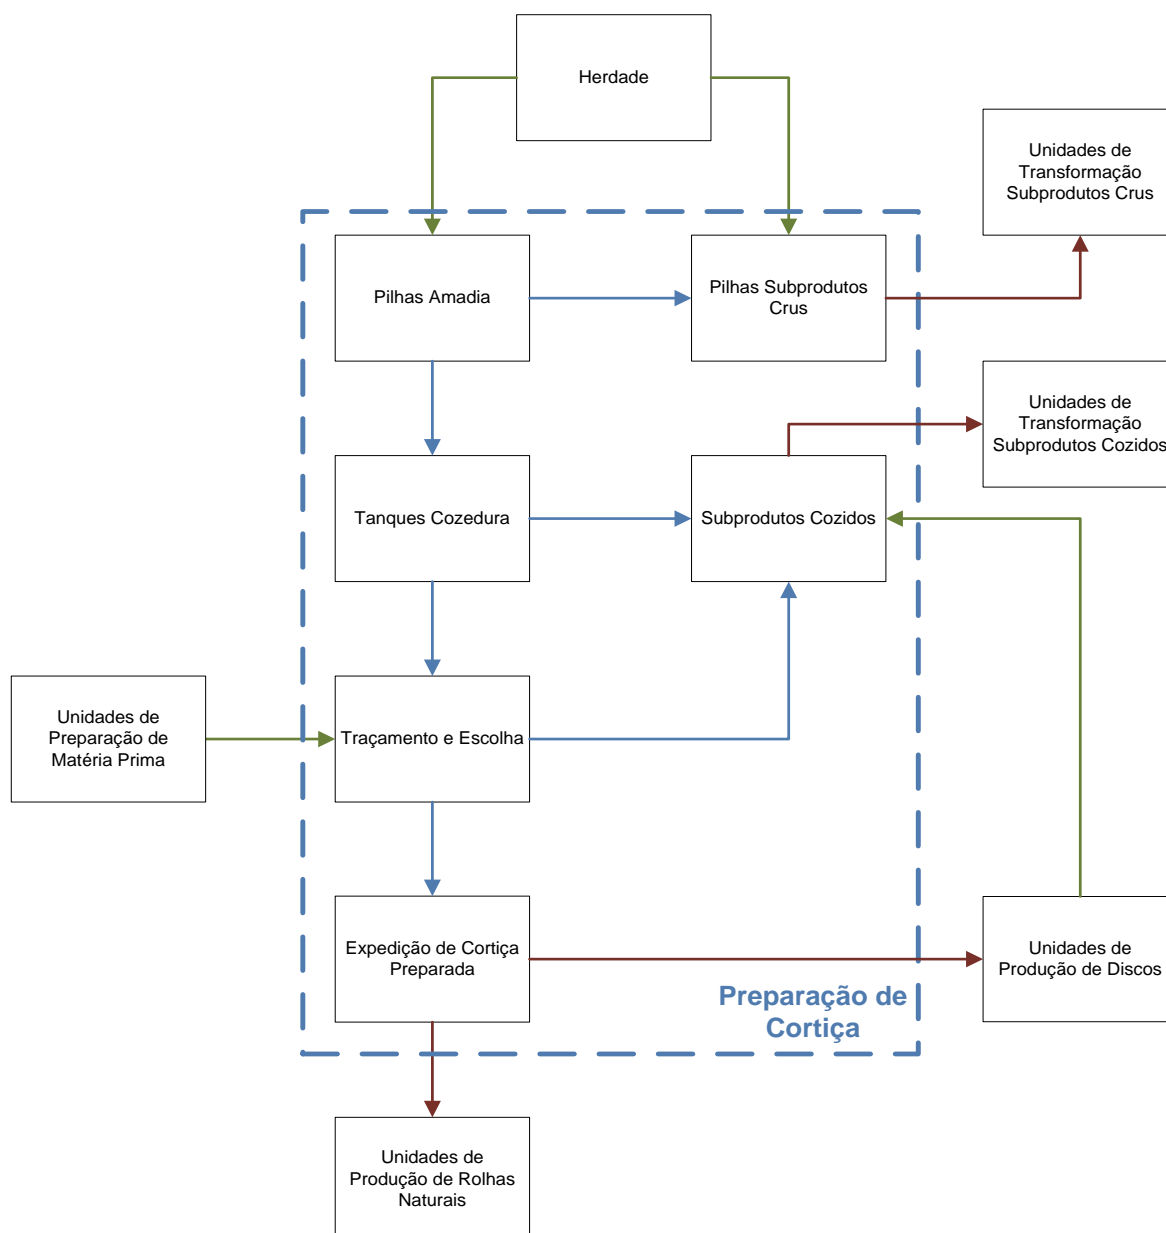 Herdade
Unidades de
Transformação
Subprodutos Crus
Pilhas Amadia
Pilhas Subprodutos
Crus
Unidades de
Transformação
Subprodutos Cozidos
Tanques Cozedura
Subprodutos Cozidos
Unidades de
Preparação de
Matéria Prima
Traçamento e Escolha
Expedição de Cortiça
Preparada
Unidades de
Produção de Discos
Preparação de
Cortiça
Unidades de
Produção de Rolhas
Naturais